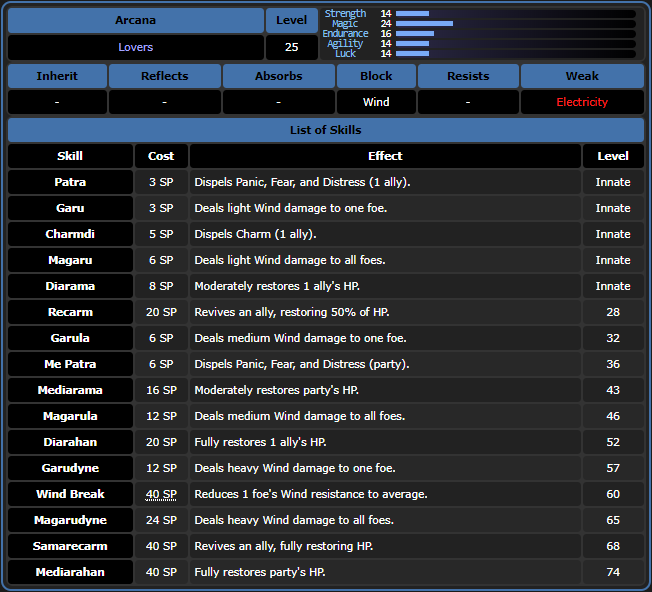 Arcana Level
Lovers 25
Strength 14
Magic 24
Endurance 16
Agility 14
Luck 14
Inherit Reflects Absorbs Block Resists Weak
- - - Wind - Electricity
List of Skills
Skill Cost Effect Level
Patra 3 SP Dispels Panic, Fear, and Distress (1 ally). Innate
Garu 3 SP Deals light Wind damage to one foe. Innate
Charmdi 5 SP Dispels Charm (1 ally). Innate
Magaru 6 SP Deals light Wind damage to all foes. Innate
Diarama 8 SP Moderately restores 1 ally's HP. Innate
Recarm 20 SP Revives an ally, restoring 50% of HP. 28
Garula 6 SP Deals medium Wind damage to one foe. 32
Me Patra 6 SP Dispels Panic, Fear, and Distress (party). 36
Mediarama 16 SP Moderately restores party's HP. 43
Magarula 12 SP Deals medium Wind damage to all foes. 46
Diarahan 20 SP Fully restores 1 ally's HP. 52
Garudyne 12 SP Deals heavy Wind damage to one foe. 57
Wind Break 40 SP Reduces 1 foe's Wind resistance to average. 60
Magarudyne 24 SP Deals heavy Wind damage to all foes. 65
Samarecarm 40 SP Revives an ally, fully restoring HP. 68
Mediarahan 40 SP Fully restores party's HP. 74